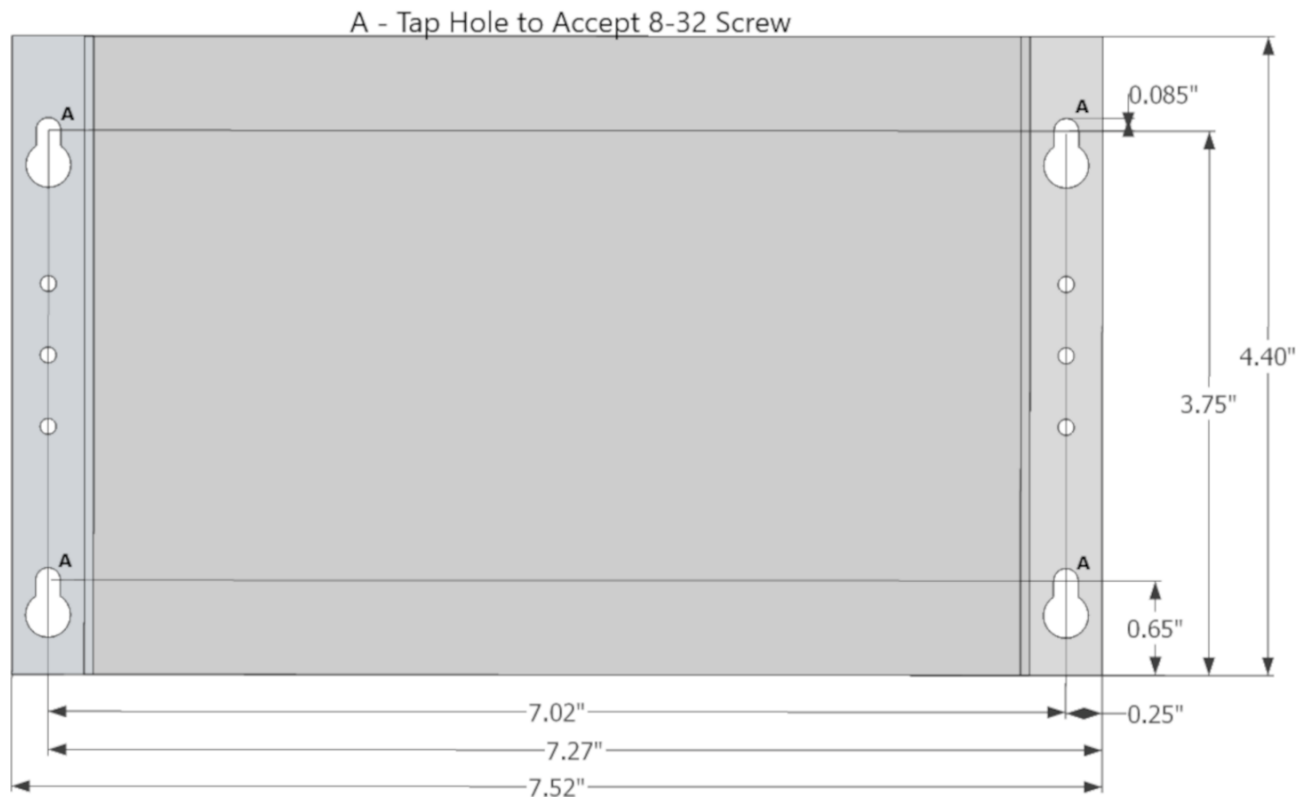 A - Tap Hole to Accept 8-32 Screw
A
A
0.085"
4.40"
3.75"
A
A
0.65"
7.02"
0.25"
7.27"
7.52"